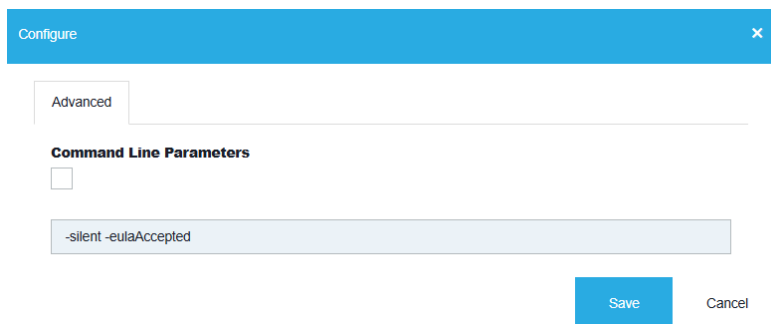 Configure ×
Advanced
Command Line Parameters
-silent -eulaAccepted
Save Cancel